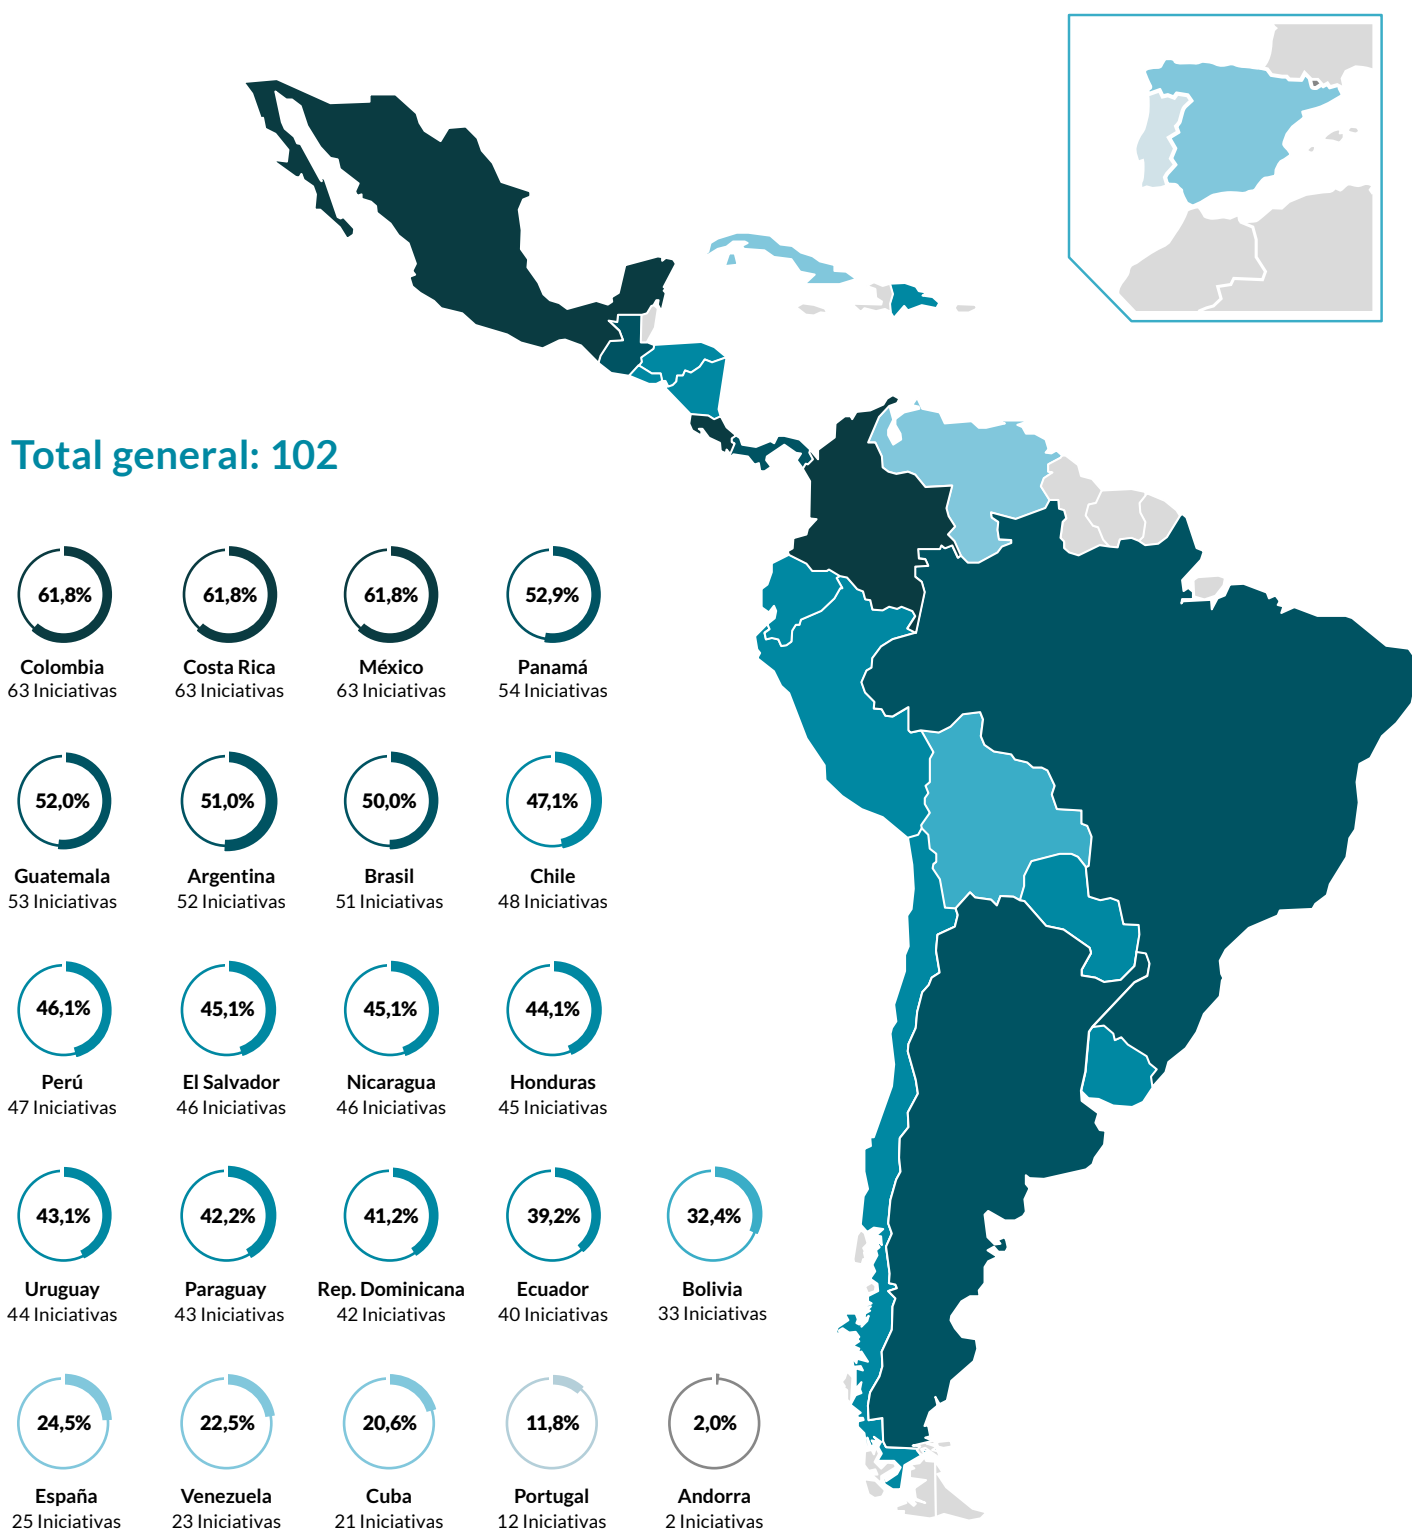 Total general: 102
61,8%
Colombia
63 Iniciativas
61,8%
Costa Rica
63 Iniciativas
61,8%
México
63 Iniciativas
52,9%
Panamá
54 Iniciativas
52,0%
Guatemala
53 Iniciativas
51,0%
Argentina
52 Iniciativas
50,0%
Brasil
51 Iniciativas
47,1%
Chile
48 Iniciativas
46,1%
Perú
47 Iniciativas
45,1%
El Salvador
46 Iniciativas
45,1%
Nicaragua
46 Iniciativas
44,1%
Honduras
45 Iniciativas
43,1%
Uruguay
44 Iniciativas
42,2%
Paraguay
43 Iniciativas
41,2%
Rep. Dominicana
42 Iniciativas
39,2%
Ecuador
40 Iniciativas
32,4%
Bolivia
33 Iniciativas
24,5%
España
25 Iniciativas
22,5%
Venezuela
23 Iniciativas
20,6%
Cuba
21 Iniciativas
11,8%
Portugal
12 Iniciativas
2,0%
Andorra
2 Iniciativas